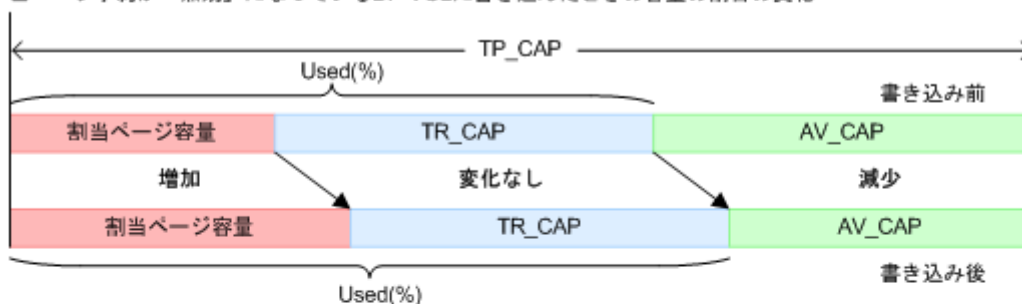 TP_CAP
Used(%)
書き込み前
割当ページ容量 TR_CAP AV_CAP
増加 変化なし 減少
割当ページ容量 TR_CAP AV_CAP
書き込み後
Used(%)